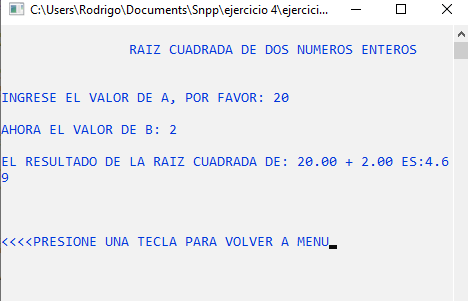 C:\Users\Rodrigo\Documents\Snpp\ejercicio 4\ejercici...
RAIZ CUADRADA DE DOS NUMEROS ENTEROS
INGRESE EL VALOR DE A, POR FAVOR: 20
AHORA EL VALOR DE B: 2
EL RESULTADO DE LA RAIZ CUADRADA DE: 20.00 + 2.00 ES:4.6
9
<<<<PRESIONE UNA TECLA PARA VOLVER A MENU